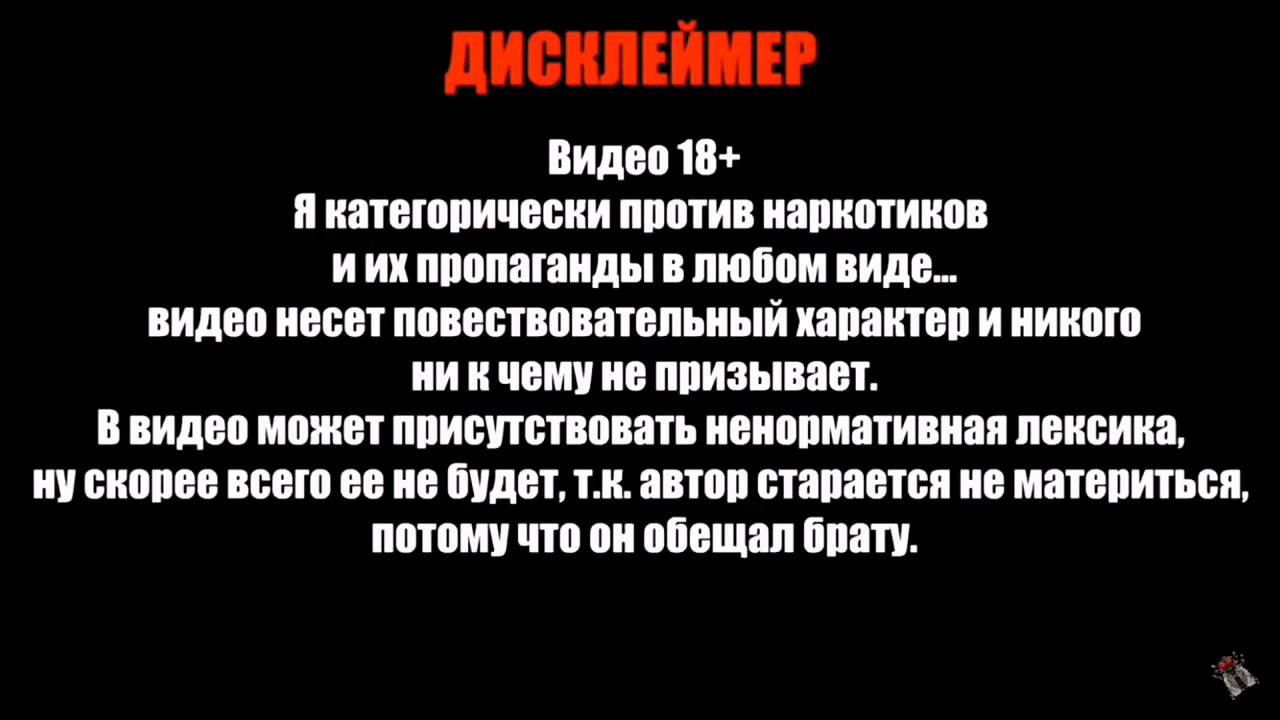 ДИСКЛЕЙМЕР
Видео 18+
Я категорически против наркотиков
и их пропаганды в любом виде...
видео несет повествовательный характер и никого
ни к чему не призывает.
В видео может присутствовать ненормативная лексика,
ну скорее всего ее не будет, т.к. автор старается не материться,
потому что он обещал брату.